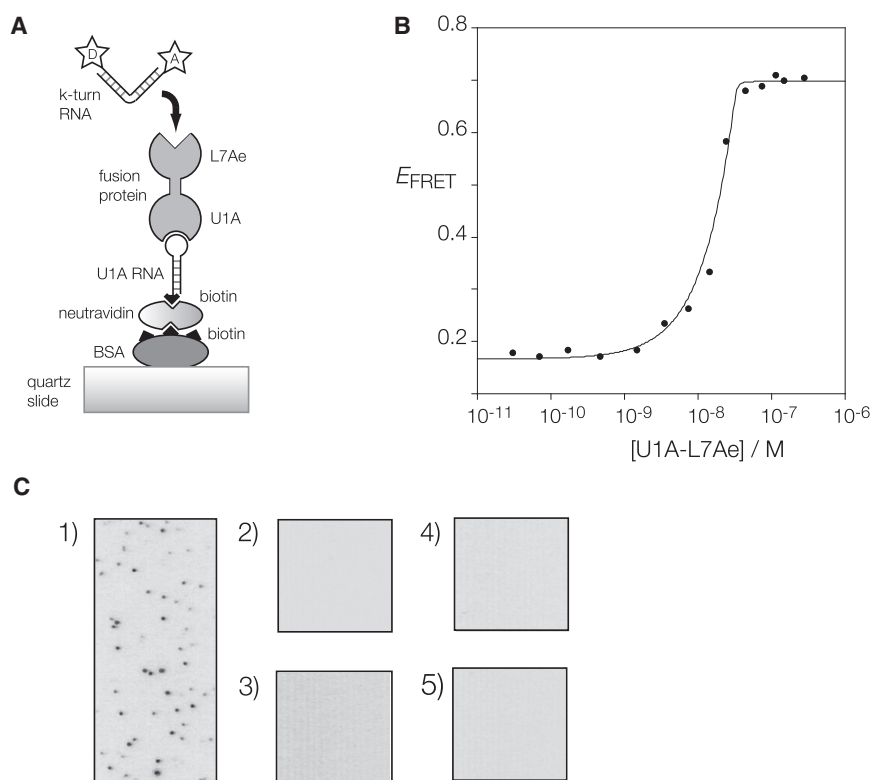 A
D
A
k-turn
RNA
L7Ae
fusion
protein
U1A
U1A RNA
biotin
neutravidin
biotin
BSA
quartz
slide
B
0.8
0.6
EFRET
0.4
0.2
10-11 10-10 10-9 10-8 10-7 10-6
[U1A-L7Ae] / M
C
1) 2) 4)
3) 5)